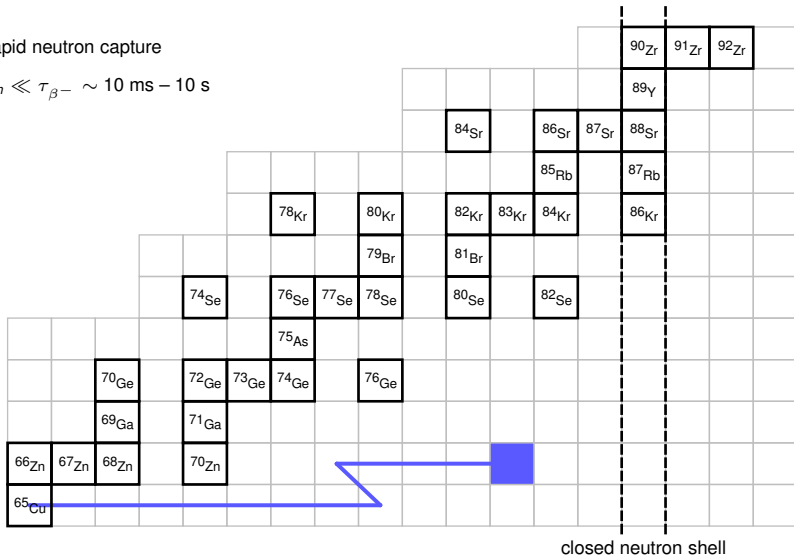 apid neutron capture
≪ τβ− ∼ 10 ms – 10 s
90Zr 91Zr 92Zr
89Y
84Sr 86Sr 87Sr 88Sr
85Rb 87Rb
78Kr 80Kr 82Kr 83Kr 84Kr 86Kr
79Br 81Br
74Se 76Se 77Se 78Se 80Se 82Se
75As
70Ge 72Ge 73Ge 74Ge 76Ge
69Ga 71Ga
66Zn 67Zn 68Zn 70Zn
65Cu
closed neutron shell